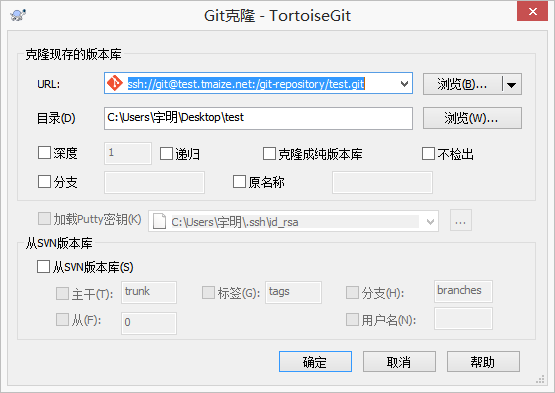 Git克隆 - TortoiseGit
克隆现存的版本库
URL: ssh://git@test.tmaize.net:/git-repository/test.git 浏览(B)...
目录(D) C:\Users\宇明\Desktop\test 浏览(W)...
深度 1 递归 克隆成纯版本库 不检出
分支 原名称
加载Putty密钥(K) C:\Users\宇明\.ssh\id_rsa ...
从SVN版本库
从SVN版本库(S)
主干(T): trunk 标签(G): tags 分支(H): branches
从(F): 0 用户名(N):
确定 取消 帮助